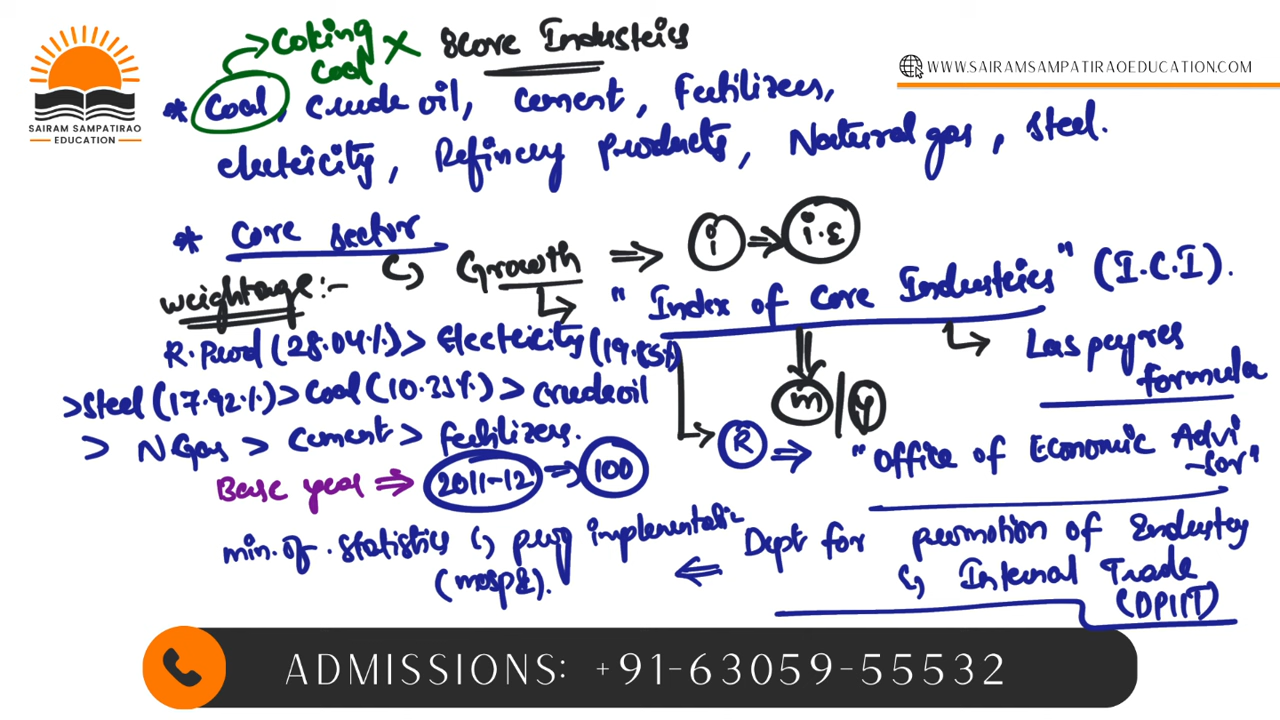 Coking
Coal
X
8core Industries
WWW.SAIRAMSAMPATIRAOEDUCATION.COM
SAIRAM SAMPATIRAO
EDUCATION
* Coal, Crude oil, Cement, Fertilizers,
electricity, Refinery products, Natural gas, steel.
* Core sector
Growth ⇒ i ⇒ i.e
weightage:-
"Index of Core Industries" (I.C.I).
R.Prod (28.04%) > Electricity (19.85%)
Laspeyres
formula
>Steel (17.92%) > Coal (10.33%) > Crude oil
m / y
> N Gas > Cement > fertilizers.
R ⇒ "Office of Economic Advi
-sor"
Base year ⇒ 2011-12 ⇒ 100
min. of. statistics & prog implementatio
(mospI).
⇐ Dept for promotion of Industry
& Internal Trade
(DPIIT)
ADMISSIONS: +91-63059-55532